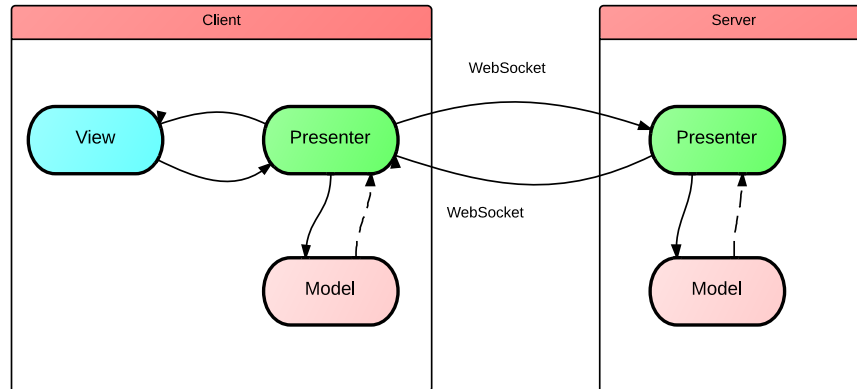 Client
Server
WebSocket
View
Presenter
Presenter
WebSocket
Model
Model